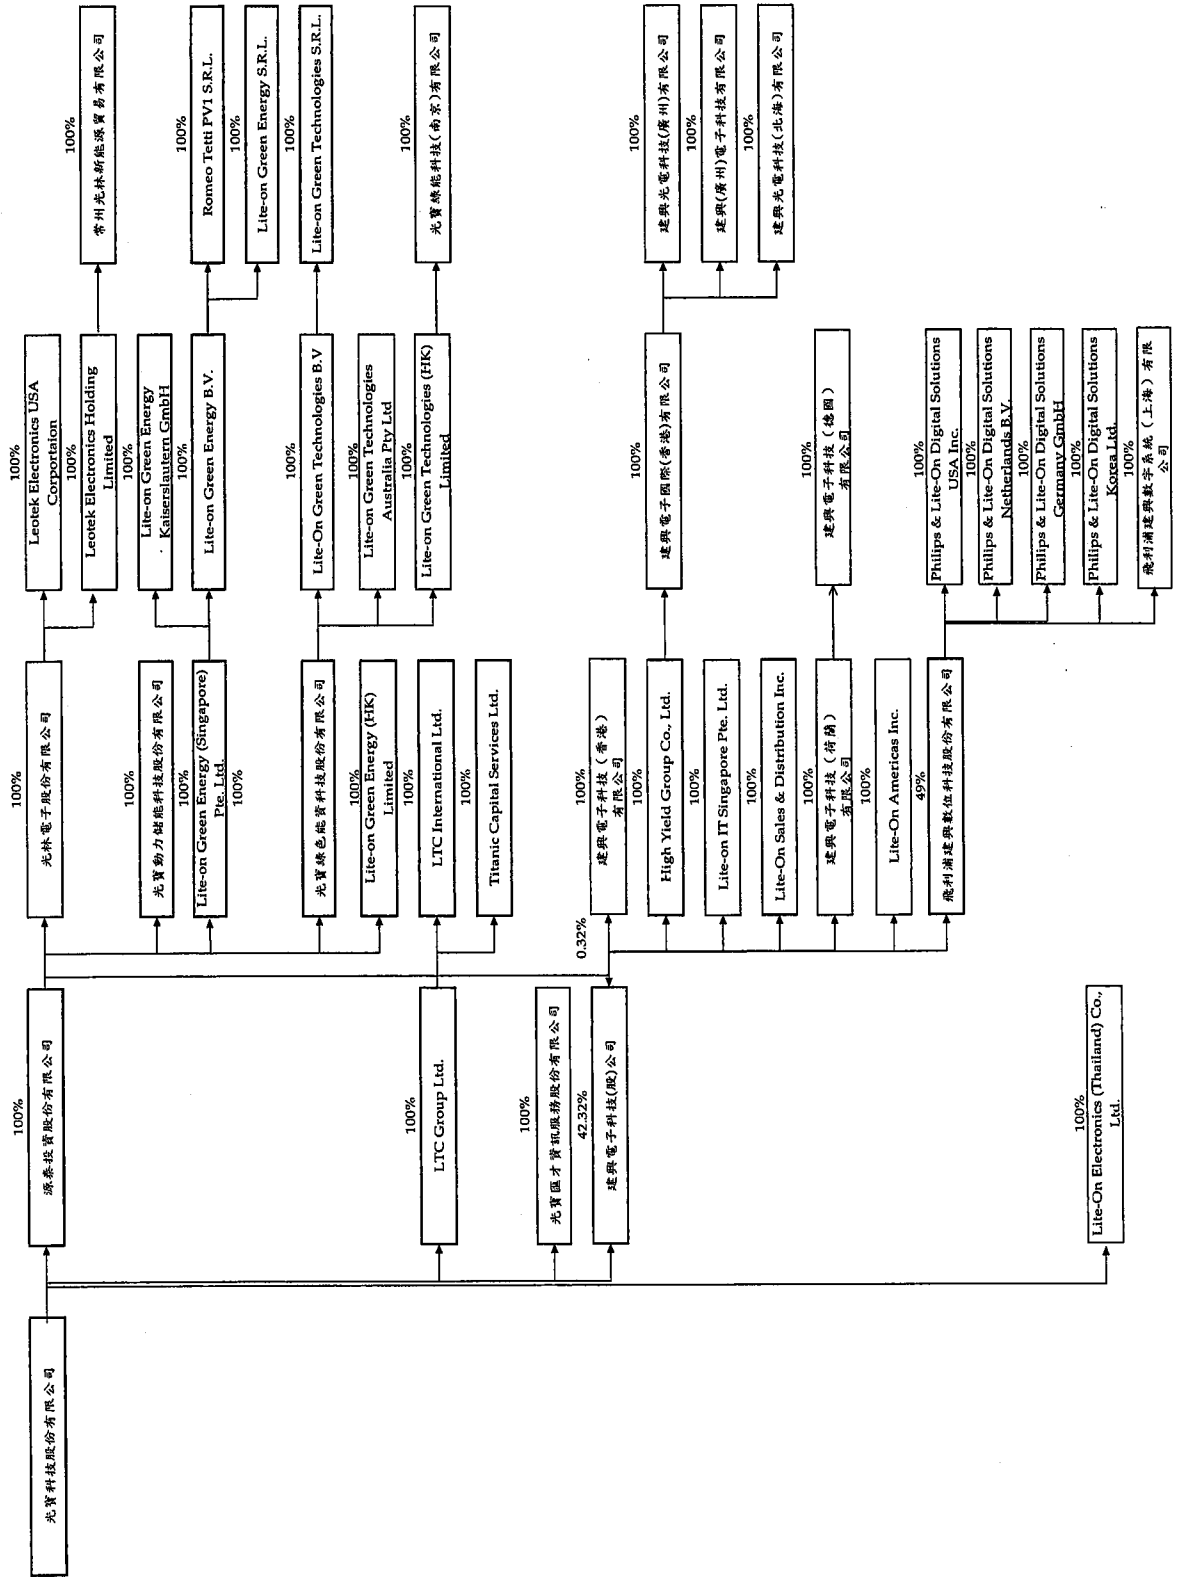 光寶科技股份有限公司
100%
源泰投資股份有限公司
100%
LTC Group Ltd.
100%
光寶匯才資訊服務股份有限公司
42.32%
建興電子科技(股)公司
100%
Lite-On Electronics (Thailand) Co.,
Ltd.
100%
光林電子股份有限公司
100%
光寶動力儲能科技股份有限公司
100%
Lite-on Green Energy (Singapore)
Pte. Ltd.
100%
光寶綠色能資科技股份有限公司
100%
Lite-on Green Energy (HK)
Limited
100%
LTC International Ltd.
100%
Titanic Capital Services Ltd.
0.32%
100%
建興電子科技（香港）
有限公司
100%
High Yield Group Co., Ltd.
100%
Lite-on IT Singapore Pte. Ltd.
100%
Lite-On Sales & Distribution Inc.
100%
建興電子科技（荷蘭）
有限公司
100%
Lite-On Americas Inc.
49%
飛利浦建興數位科技股份有限公司
100%
Leotek Electronics USA
Corportaion
100%
Leotek Electronics Holding
Limited
100%
Lite-on Green Energy
Kaiserslautern GmbH
100%
Lite-on Green Energy B.V.
100%
Lite-On Green Technologies B.V
100%
Lite-on Green Technologies
Australia Pty Ltd
100%
Lite-on Green Technologies (HK)
Limited
100%
建興電子國際(香港)有限公司
100%
建興電子科技（德國）
有限公司
100%
Philips & Lite-On Digital Solutions
USA Inc.
100%
Philips & Lite-On Digital Solutions
Netherlands B.V.
100%
Philips & Lite-On Digital Solutions
Germany GmbH
100%
Philips & Lite-On Digital Solutions
Korea Ltd.
100%
飛利浦建興數字系統（上海）有限
公司
100%
常州光林新能源貿易有限公司
100%
Romeo Tetti PV1 S.R.L.
100%
Lite-on Green Energy S.R.L.
100%
Lite-on Green Technologies S.R.L.
100%
光寶綠能科技(南京)有限公司
100%
建興光電科技(廣州)有限公司
100%
建興(廣州)電子科技有限公司
100%
建興光電科技(北海)有限公司